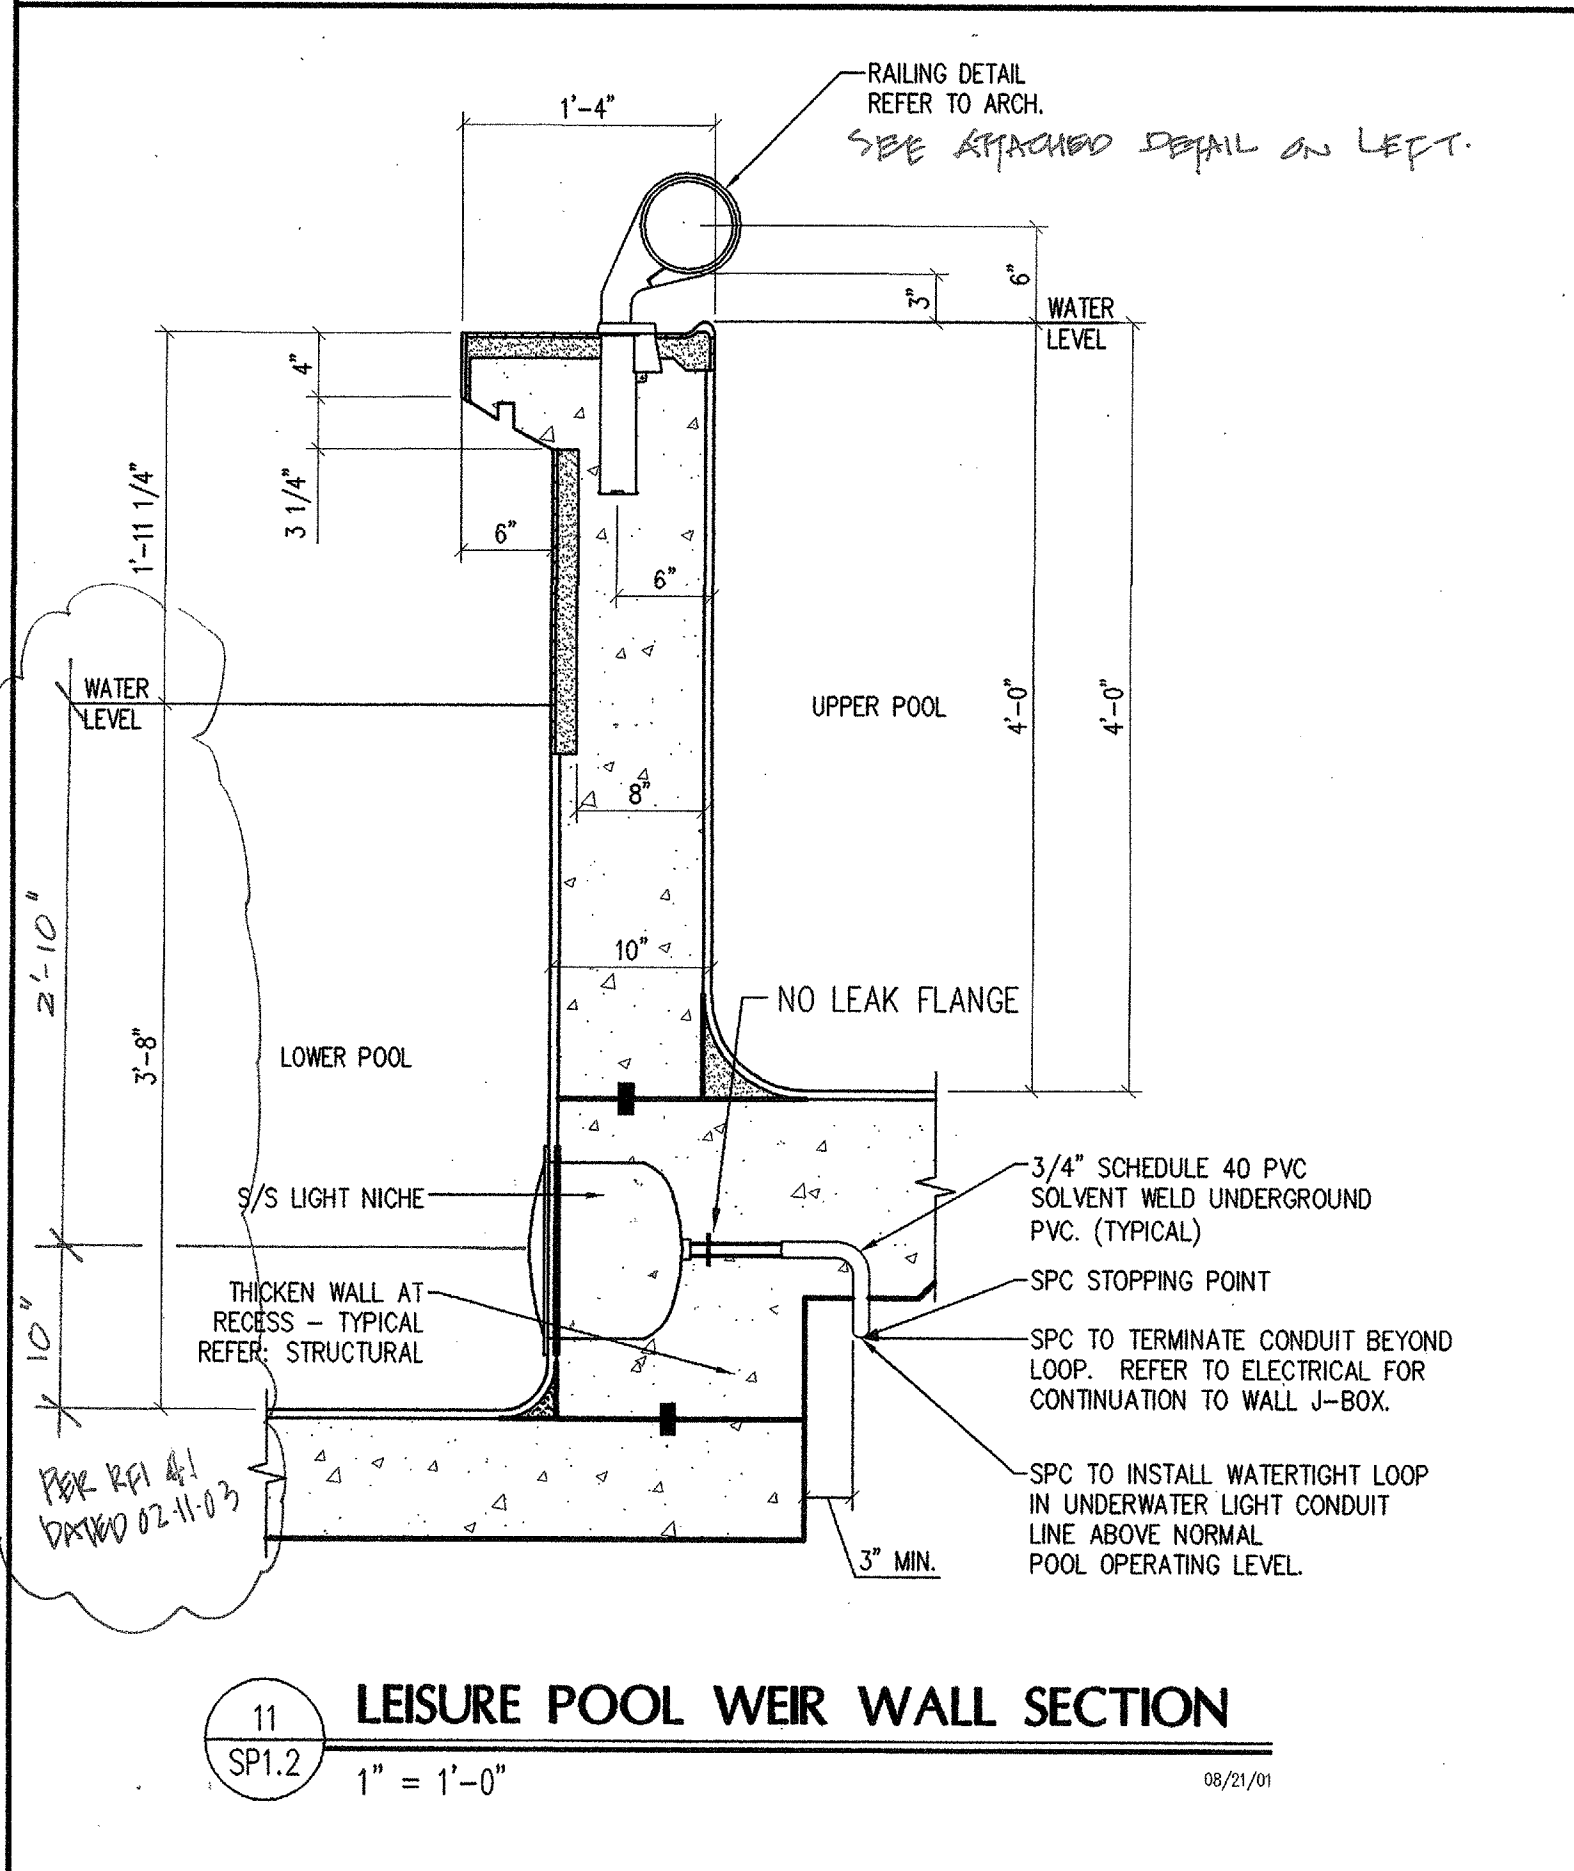 RAILING DETAIL
REFER TO ARCH.
SEE ATTACHED DETAIL ON LEFT.
1'-4"
6"
3"
WATER
LEVEL
4"
3 1/4"
1'-11 1/4"
6"
6"
WATER
LEVEL
UPPER POOL
4'-0"
4'-0"
8"
2'-10"
10"
NO LEAK FLANGE
3'-8"
LOWER POOL
S/S LIGHT NICHE
3/4" SCHEDULE 40 PVC
SOLVENT WELD UNDERGROUND
PVC. (TYPICAL)
SPC STOPPING POINT
THICKEN WALL AT
RECESS – TYPICAL
REFER: STRUCTURAL
10"
SPC TO TERMINATE CONDUIT BEYOND
LOOP. REFER TO ELECTRICAL FOR
CONTINUATION TO WALL J-BOX.
PER RFI 41
DATED 02-11-03
SPC TO INSTALL WATERTIGHT LOOP
IN UNDERWATER LIGHT CONDUIT
LINE ABOVE NORMAL
POOL OPERATING LEVEL.
3" MIN.
11
SP1.2
LEISURE POOL WEIR WALL SECTION
1" = 1'-0"
08/21/01